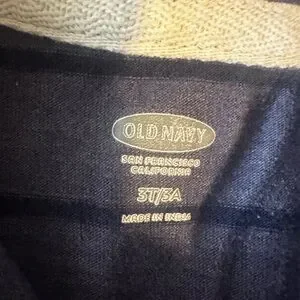 OLD NAVY
SAN FRANCISCO
CALIFORNIA
3T/3A
MADE IN INDIA